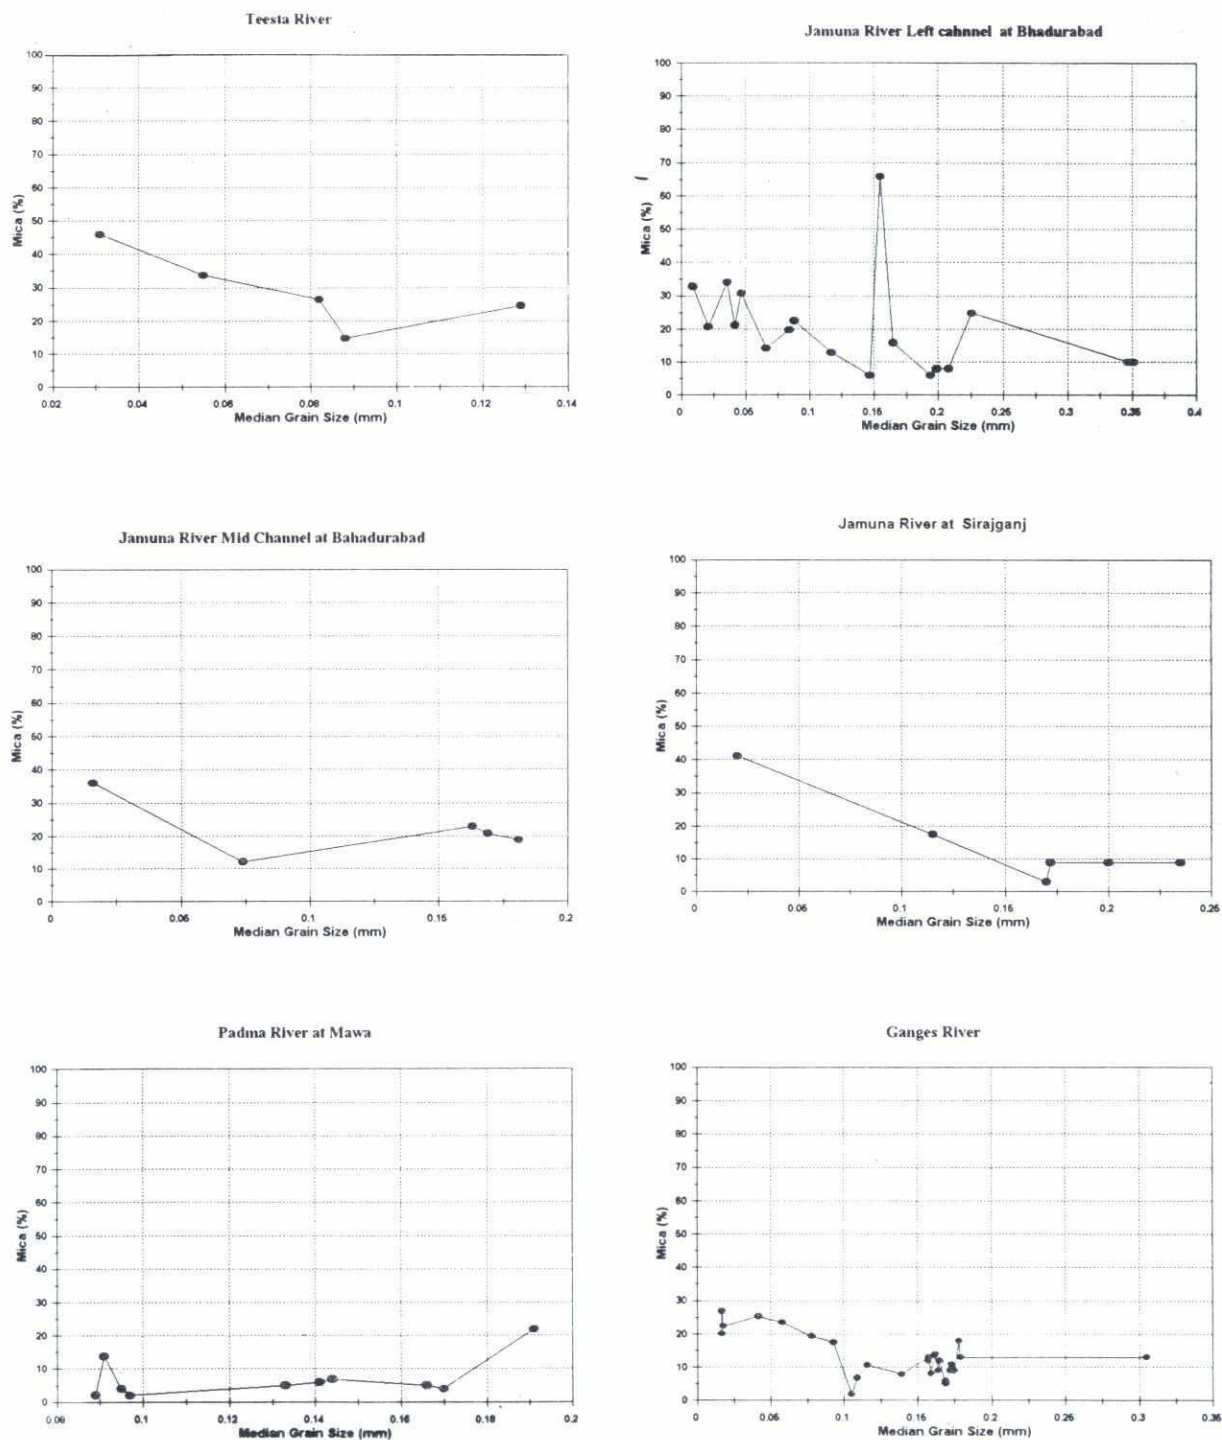 Teesta River
100
90
80
70
60
50
40
30
20
10
0
Mica (%)
0.02 0.04 0.06 0.08 0.1 0.12 0.14
Median Grain Size (mm)
Jamuna River Left cahnnel at Bhadurabad
100
90
80
70
60
50
40
30
20
10
0
Mica (%)
0 0.05 0.1 0.15 0.2 0.25 0.3 0.35 0.4
Median Grain Size (mm)
Jamuna River Mid Channel at Bahadurabad
100
90
80
70
60
50
40
30
20
10
0
Mica (%)
0 0.05 0.1 0.15 0.2
Median Grain Size (mm)
Jamuna River at Sirajganj
100
90
80
70
60
50
40
30
20
10
0
Mica (%)
0 0.05 0.1 0.15 0.2 0.25
Median Grain Size (mm)
Padma River at Mawa
100
90
80
70
60
50
40
30
20
10
0
Mica (%)
0.08 0.1 0.12 0.14 0.16 0.18 0.2
Median Grain Size (mm)
Ganges River
100
90
80
70
60
50
40
30
20
10
0
Mica (%)
0 0.05 0.1 0.15 0.2 0.25 0.3 0.35
Median Grain Size (mm)